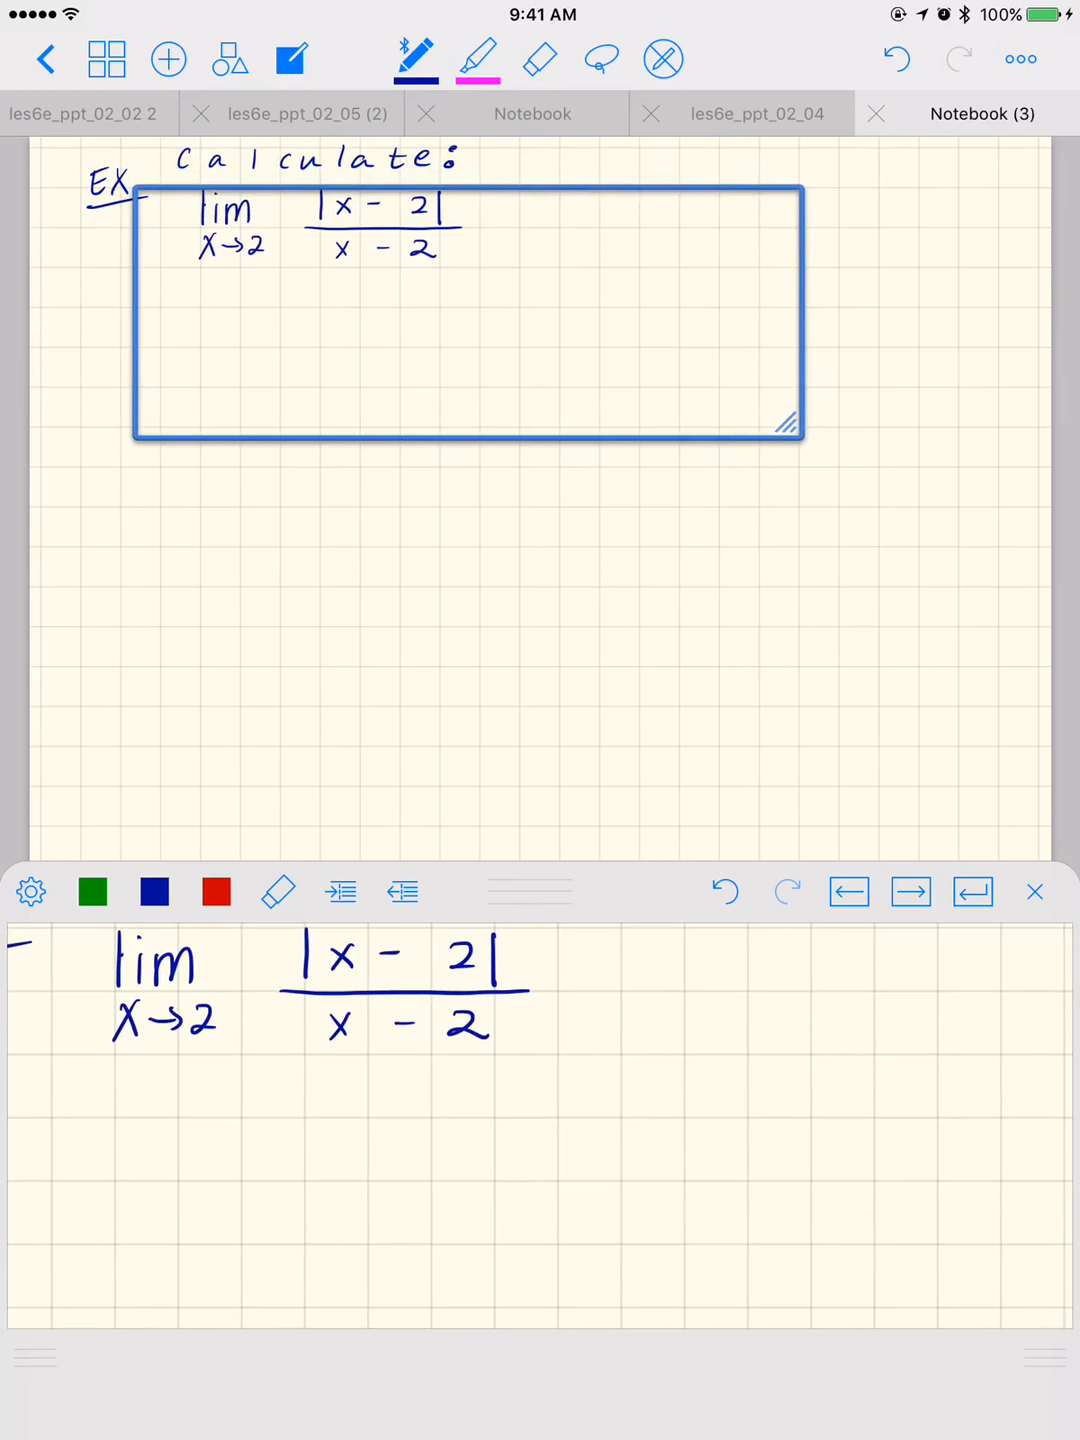 9:41 AM 100%
les6e_ppt_02_02 2 les6e_ppt_02_05 (2) Notebook les6e_ppt_02_04 Notebook (3)
Calculate:
EX
lim |x - 2|
x→2 x - 2
lim |x - 2|
x→2 x - 2